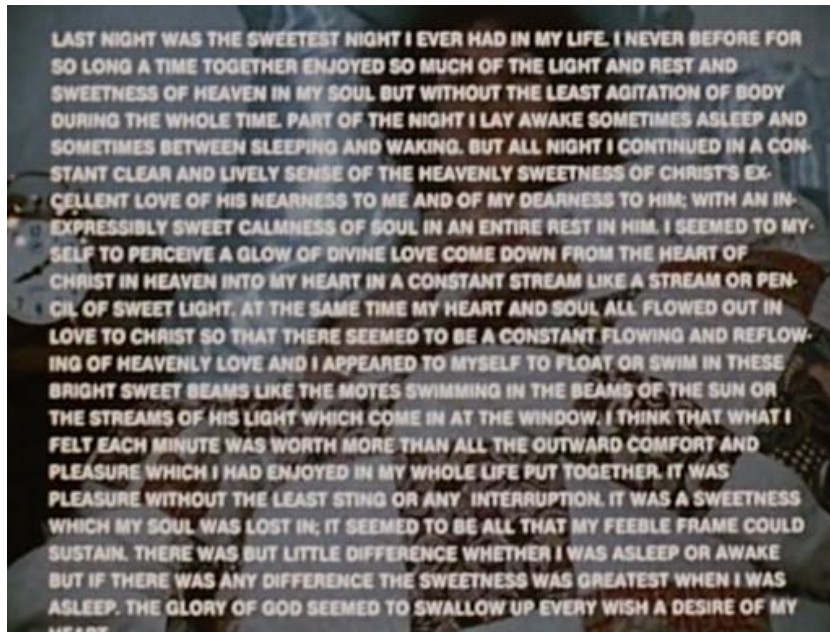 LAST NIGHT WAS THE SWEETEST NIGHT I EVER HAD IN MY LIFE. I NEVER BEFORE FOR
SO LONG A TIME TOGETHER ENJOYED SO MUCH OF THE LIGHT AND REST AND
SWEETNESS OF HEAVEN IN MY SOUL BUT WITHOUT THE LEAST AGITATION OF BODY
DURING THE WHOLE TIME. PART OF THE NIGHT I LAY AWAKE SOMETIMES ASLEEP AND
SOMETIMES BETWEEN SLEEPING AND WAKING. BUT ALL NIGHT I CONTINUED IN A CON-
STANT CLEAR AND LIVELY SENSE OF THE HEAVENLY SWEETNESS OF CHRIST'S EX-
CELLENT LOVE OF HIS NEARNESS TO ME AND OF MY DEARNESS TO HIM; WITH AN IN-
EXPRESSIBLY SWEET CALMNESS OF SOUL IN AN ENTIRE REST IN HIM. I SEEMED TO MY-
SELF TO PERCEIVE A GLOW OF DIVINE LOVE COME DOWN FROM THE HEART OF
CHRIST IN HEAVEN INTO MY HEART IN A CONSTANT STREAM LIKE A STREAM OR PEN-
CIL OF SWEET LIGHT. AT THE SAME TIME MY HEART AND SOUL ALL FLOWED OUT IN
LOVE TO CHRIST SO THAT THERE SEEMED TO BE A CONSTANT FLOWING AND REFLOW-
ING OF HEAVENLY LOVE AND I APPEARED TO MYSELF TO FLOAT OR SWIM IN THESE
BRIGHT SWEET BEAMS LIKE THE MOTES SWIMMING IN THE BEAMS OF THE SUN OR
THE STREAMS OF HIS LIGHT WHICH COME IN AT THE WINDOW. I THINK THAT WHAT I
FELT EACH MINUTE WAS WORTH MORE THAN ALL THE OUTWARD COMFORT AND
PLEASURE WHICH I HAD ENJOYED IN MY WHOLE LIFE PUT TOGETHER. IT WAS
PLEASURE WITHOUT THE LEAST STING OR ANY INTERRUPTION. IT WAS A SWEETNESS
WHICH MY SOUL WAS LOST IN; IT SEEMED TO BE ALL THAT MY FEEBLE FRAME COULD
SUSTAIN. THERE WAS BUT LITTLE DIFFERENCE WHETHER I WAS ASLEEP OR AWAKE
BUT IF THERE WAS ANY DIFFERENCE THE SWEETNESS WAS GREATEST WHEN I WAS
ASLEEP. THE GLORY OF GOD SEEMED TO SWALLOW UP EVERY WISH A DESIRE OF MY